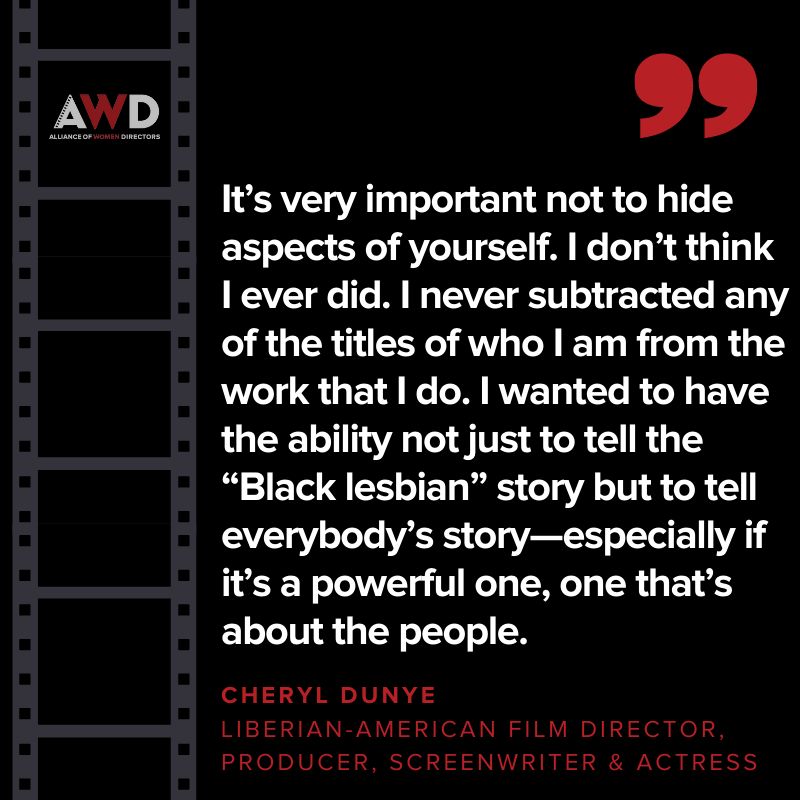 AWD
ALLIANCE OF WOMEN DIRECTORS
”
It’s very important not to hide
aspects of yourself. I don’t think
I ever did. I never subtracted any
of the titles of who I am from the
work that I do. I wanted to have
the ability not just to tell the
“Black lesbian” story but to tell
everybody’s story—especially if
it’s a powerful one, one that’s
about the people.
CHERYL DUNYE
LIBERIAN-AMERICAN FILM DIRECTOR,
PRODUCER, SCREENWRITER & ACTRESS